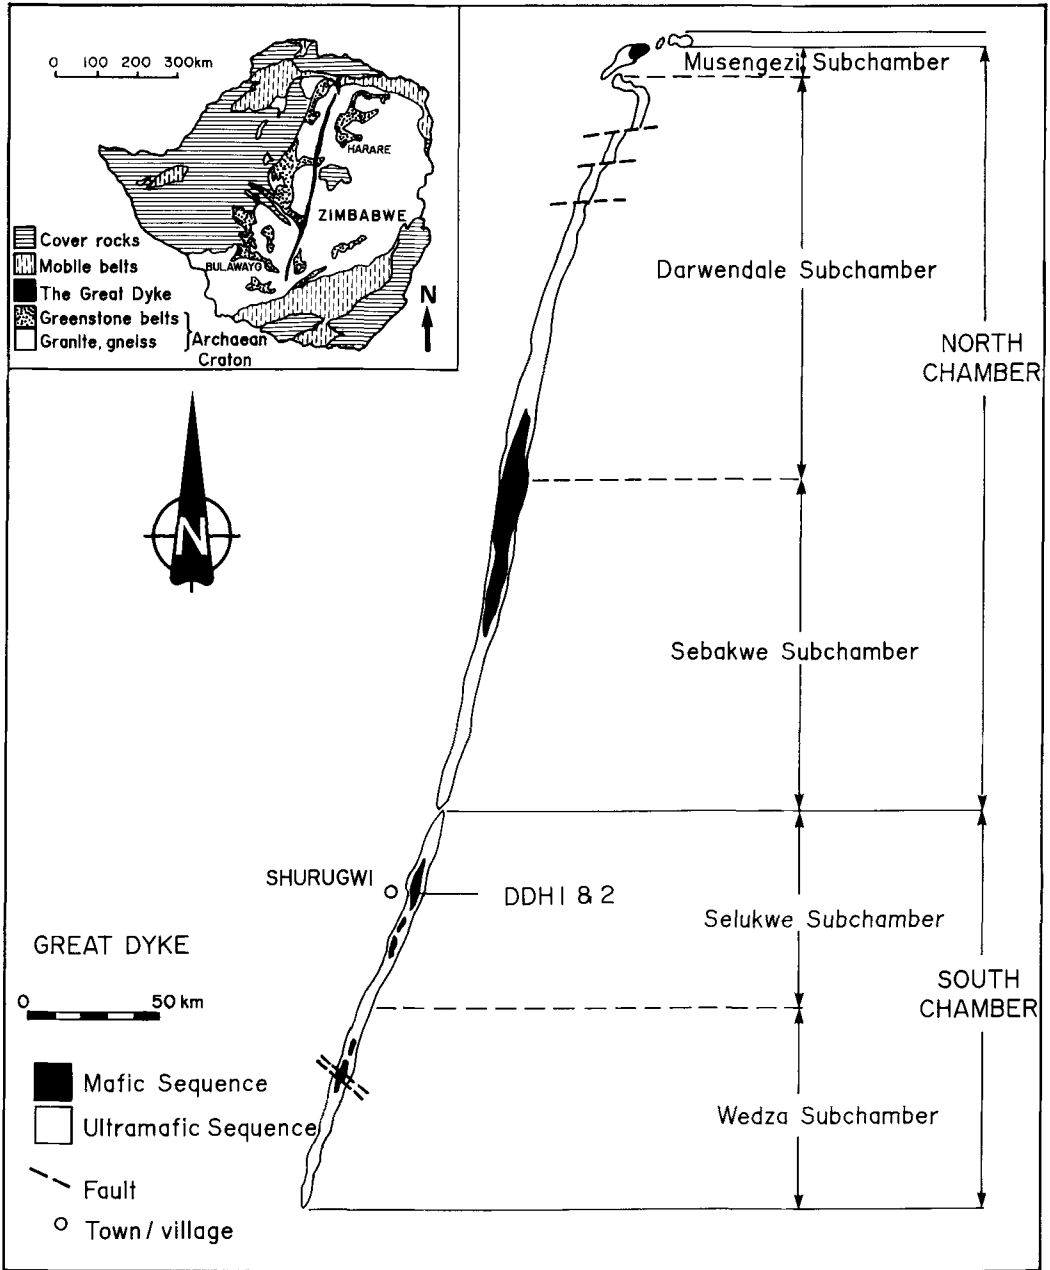 0 100 200 300km
HARARE
ZIMBABWE
BULAWAYO
Cover rocks
Mobile belts
The Great Dyke
Greenstone belts
Granite, gneiss
Archaean
Craton
N
N
Musengezi Subchamber
Darwendale Subchamber
NORTH
CHAMBER
Sebakwe Subchamber
SHURUGWI
DDH1 & 2
Selukwe Subchamber
GREAT DYKE
0 50 km
SOUTH
CHAMBER
Mafic Sequence
Ultramafic Sequence
Wedza Subchamber
Fault
Town / village